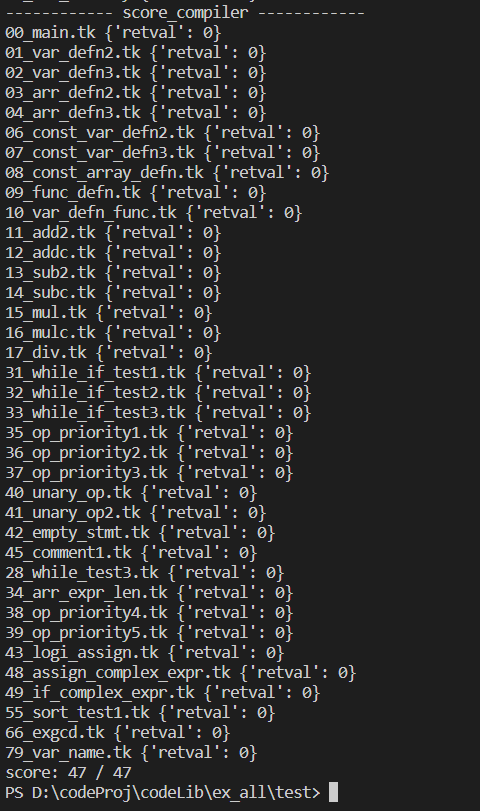 ------------ score_compiler ------------
00_main.tk {'retval': 0}
01_var_defn2.tk {'retval': 0}
02_var_defn3.tk {'retval': 0}
03_arr_defn2.tk {'retval': 0}
04_arr_defn3.tk {'retval': 0}
06_const_var_defn2.tk {'retval': 0}
07_const_var_defn3.tk {'retval': 0}
08_const_array_defn.tk {'retval': 0}
09_func_defn.tk {'retval': 0}
10_var_defn_func.tk {'retval': 0}
11_add2.tk {'retval': 0}
12_addc.tk {'retval': 0}
13_sub2.tk {'retval': 0}
14_subc.tk {'retval': 0}
15_mul.tk {'retval': 0}
16_mulc.tk {'retval': 0}
17_div.tk {'retval': 0}
31_while_if_test1.tk {'retval': 0}
32_while_if_test2.tk {'retval': 0}
33_while_if_test3.tk {'retval': 0}
35_op_priority1.tk {'retval': 0}
36_op_priority2.tk {'retval': 0}
37_op_priority3.tk {'retval': 0}
40_unary_op.tk {'retval': 0}
41_unary_op2.tk {'retval': 0}
42_empty_stmt.tk {'retval': 0}
45_comment1.tk {'retval': 0}
28_while_test3.tk {'retval': 0}
34_arr_expr_len.tk {'retval': 0}
38_op_priority4.tk {'retval': 0}
39_op_priority5.tk {'retval': 0}
43_logi_assign.tk {'retval': 0}
48_assign_complex_expr.tk {'retval': 0}
49_if_complex_expr.tk {'retval': 0}
55_sort_test1.tk {'retval': 0}
66_exgcd.tk {'retval': 0}
79_var_name.tk {'retval': 0}
score: 47 / 47
PS D:\codeProj\codeLib\ex_all\test>